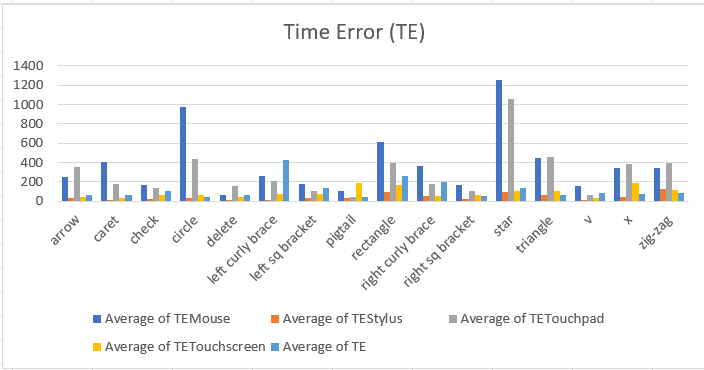 Time Error (TE)
1400
1200
1000
800
600
400
200
0
arrow
caret
check
circle
delete
left curly brace
left sq bracket
pigtail
rectangle
right curly brace
right sq bracket
star
triangle
v
x
zig-zag
Average of TEMouse
Average of TEStylus
Average of TETouchpad
Average of TETouchscreen
Average of TE